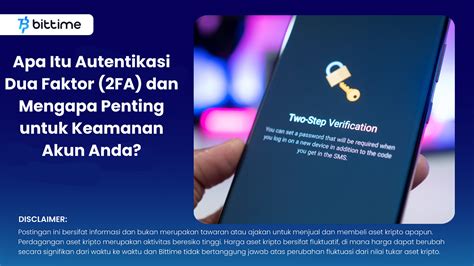 bittime
Apa Itu Autentikasi
Dua Faktor (2FA) dan
Mengapa Penting
untuk Keamanan
Akun Anda?
Two-Step Verification
You can set a password that will be required when
you log in on a new device in addition to the code
you get in the SMS.
DISCLAIMER:
Postingan ini bersifat informasi dan bukan merupakan tawaran atau ajakan untuk menjual dan membeli aset kripto apapun.
Perdagangan aset kripto merupakan aktivitas beresiko tinggi. Harga aset kripto bersifat fluktuatif, di mana harga dapat berubah
secara signifikan dari waktu ke waktu dan Bittime tidak bertanggung jawab atas perubahan fluktuasi dari nilai tukar aset kripto.